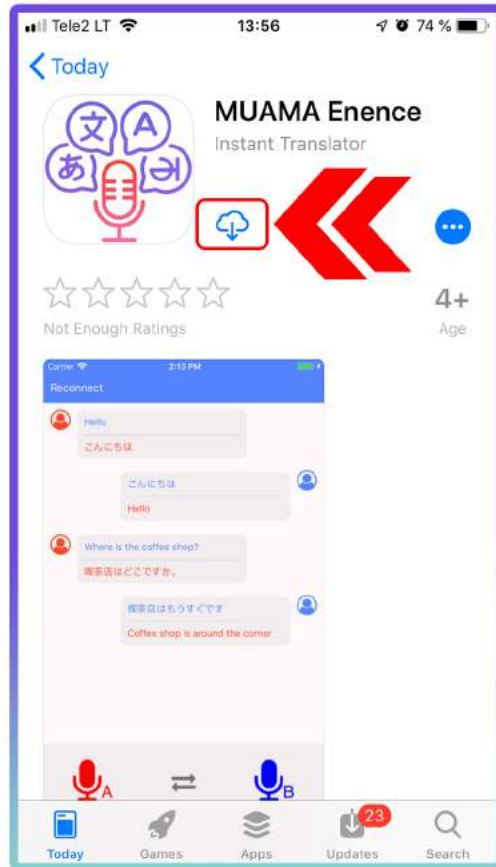 Tele2 LT 13:56 74 %
Today
MUAMA Enence
Instant Translator
文 A
あ
Not Enough Ratings
4+
Age
Carrier 2:13 PM
Reconnect
Hello
こんにちは
こんにちは
Hello
Where is the coffee shop?
喫茶店はどこですか。
喫茶店はもうすぐです
Coffee shop is around the corner
A B
Today Games Apps Updates 23 Search